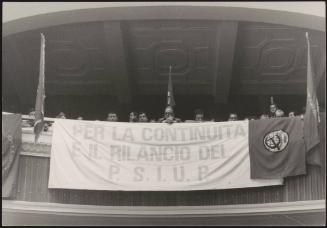 PER LA CONTINUITÀ
E IL RILANCIO DEL
P.S.I.U.P.